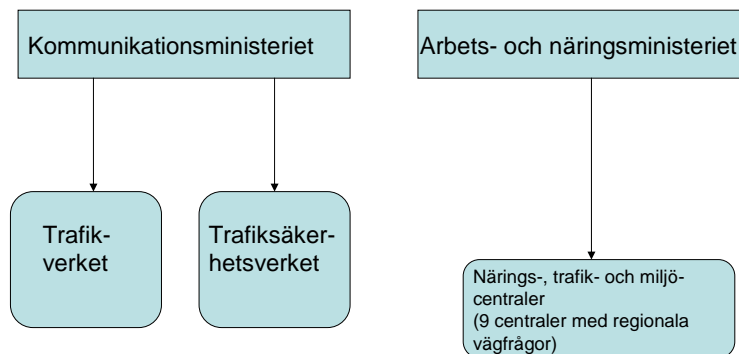 Kommunikationsministeriet
Arbets- och näringsministeriet
Trafik-
verket
Trafiksäker-
hetsverket
Närings-, trafik- och miljö-
centraler
(9 centraler med regionala
vägfrågor)